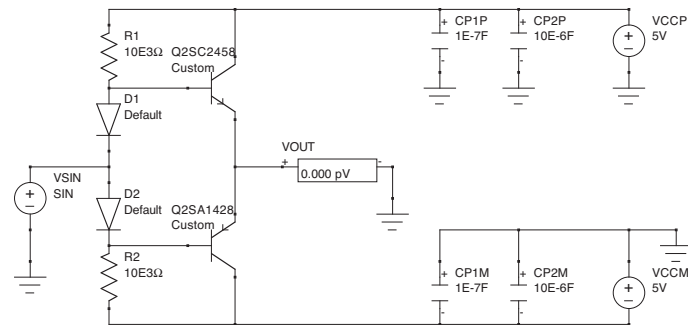 R1
10E3Ω
Q2SC2458
Custom
D1
Default
CP1P
1E-7F
CP2P
10E-6F
VCCP
5V
VSIN
SIN
D2
Default
VOUT
0.000 pV
Q2SA1428
Custom
R2
10E3Ω
CP1M
1E-7F
CP2M
10E-6F
VCCM
5V